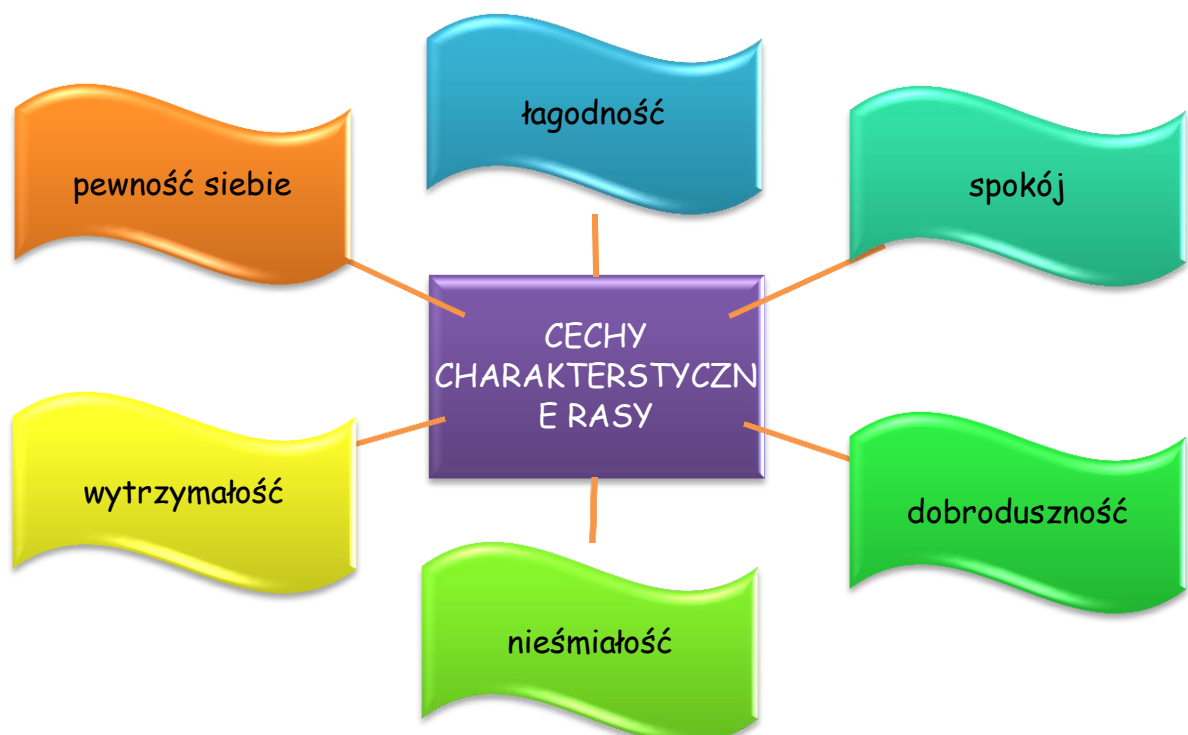 łagodność
pewność siebie
spokój
CECHY
CHARAKTERSTYCZN
E RASY
wytrzymałość
dobroduszność
nieśmiałość